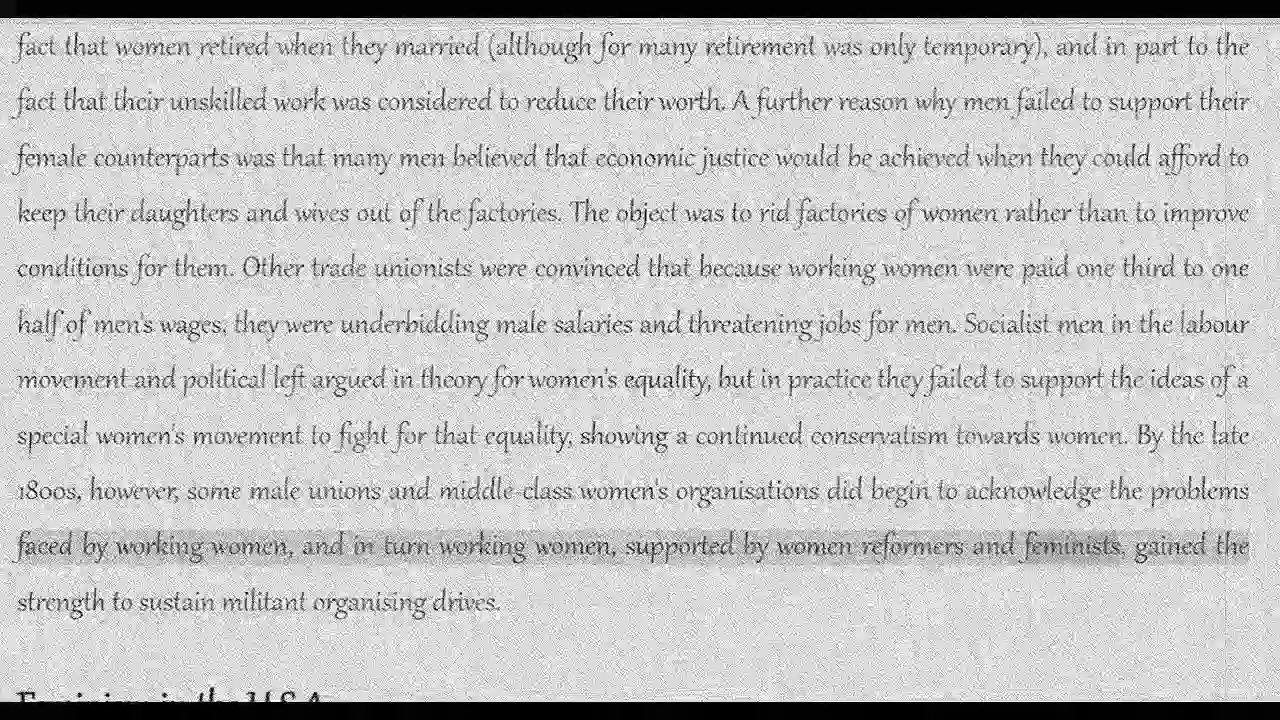 fact that women retired when they married (although for many retirement was only temporary), and in part to the
fact that their unskilled work was considered to reduce their worth. A further reason why men failed to support their
female counterparts was that many men believed that economic justice would be achieved when they could afford to
keep their daughters and wives out of the factories. The object was to rid factories of women rather than to improve
conditions for them. Other trade unionists were convinced that because working women were paid one third to one
half of men's wages, they were underbidding male salaries and threatening jobs for men. Socialist men in the labour
movement and political left argued in theory for women's equality, but in practice they failed to support the ideas of a
special women's movement to fight for that equality, showing a continued conservatism towards women. By the late
1800s, however, some male unions and middle-class women's organisations did begin to acknowledge the problems
faced by working women, and in turn working women, supported by women reformers and feminists, gained the
strength to sustain militant organising drives.
Feminism in the U.S.A.